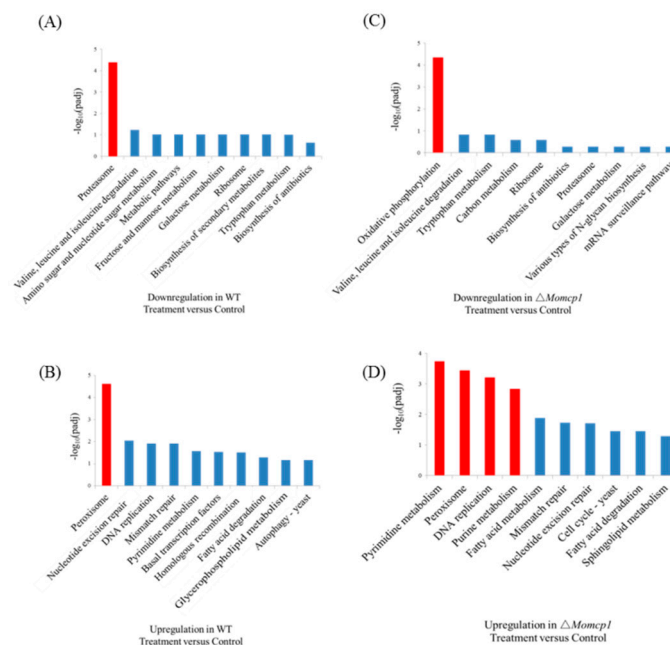 (A)
5
4
3
2
1
0
-log₁₀(padj)
Proteasome
Valine, leucine and isoleucine degradation
Amino sugar and nucleotide sugar metabolism
Metabolic pathways
Fructose and mannose metabolism
Galactose metabolism
Ribosome
Biosynthesis of secondary metabolites
Tryptophan metabolism
Biosynthesis of antibiotics
Downregulation in WT
Treatment versus Control
(C)
5
4
3
2
1
0
-log₁₀(padj)
Oxidative phosphorylation
Valine, leucine and isoleucine degradation
Tryptophan metabolism
Carbon metabolism
Ribosome
Biosynthesis of antibiotics
Proteasome
Galactose metabolism
Various types of N-glycan biosynthesis
mRNA surveillance pathway
Downregulation in △Momcp1
Treatment versus Control
(B)
5
4
3
2
1
0
-log₁₀(padj)
Peroxisome
Nucleotide excision repair
DNA replication
Mismatch repair
Pyrimidine metabolism
Basal transcription factors
Homologous recombination
Fatty acid degradation
Glycerophospholipid metabolism
Autophagy - yeast
Upregulation in WT
Treatment versus Control
(D)
4
3
2
1
0
-log₁₀(padj)
Pyrimidine metabolism
Peroxisome
DNA replication
Purine metabolism
Fatty acid metabolism
Mismatch repair
Nucleotide excision repair
Cell cycle - yeast
Fatty acid degradation
Sphingolipid metabolism
Upregulation in △Momcp1
Treatment versus Control